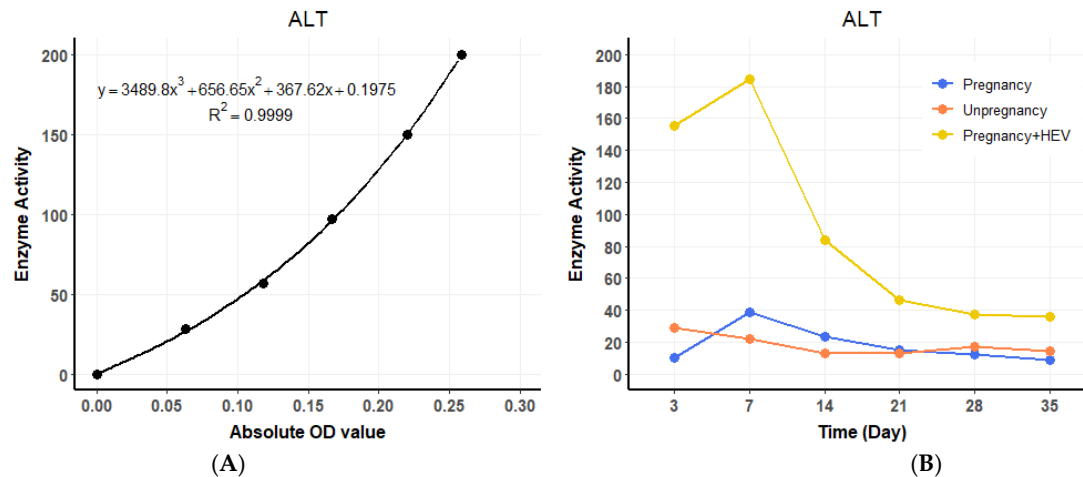 ALT
y = 3489.8x³ + 656.65x² + 367.62x + 0.1975
R² = 0.9999
200
150
100
50
0
0.00 0.05 0.10 0.15 0.20 0.25 0.30
Enzyme Activity
Absolute OD value
(A)
ALT
200
180
160
140
120
100
80
60
40
20
0
3 7 14 21 28 35
Enzyme Activity
Time (Day)
Pregnancy
Unpregnancy
Pregnancy+HEV
(B)